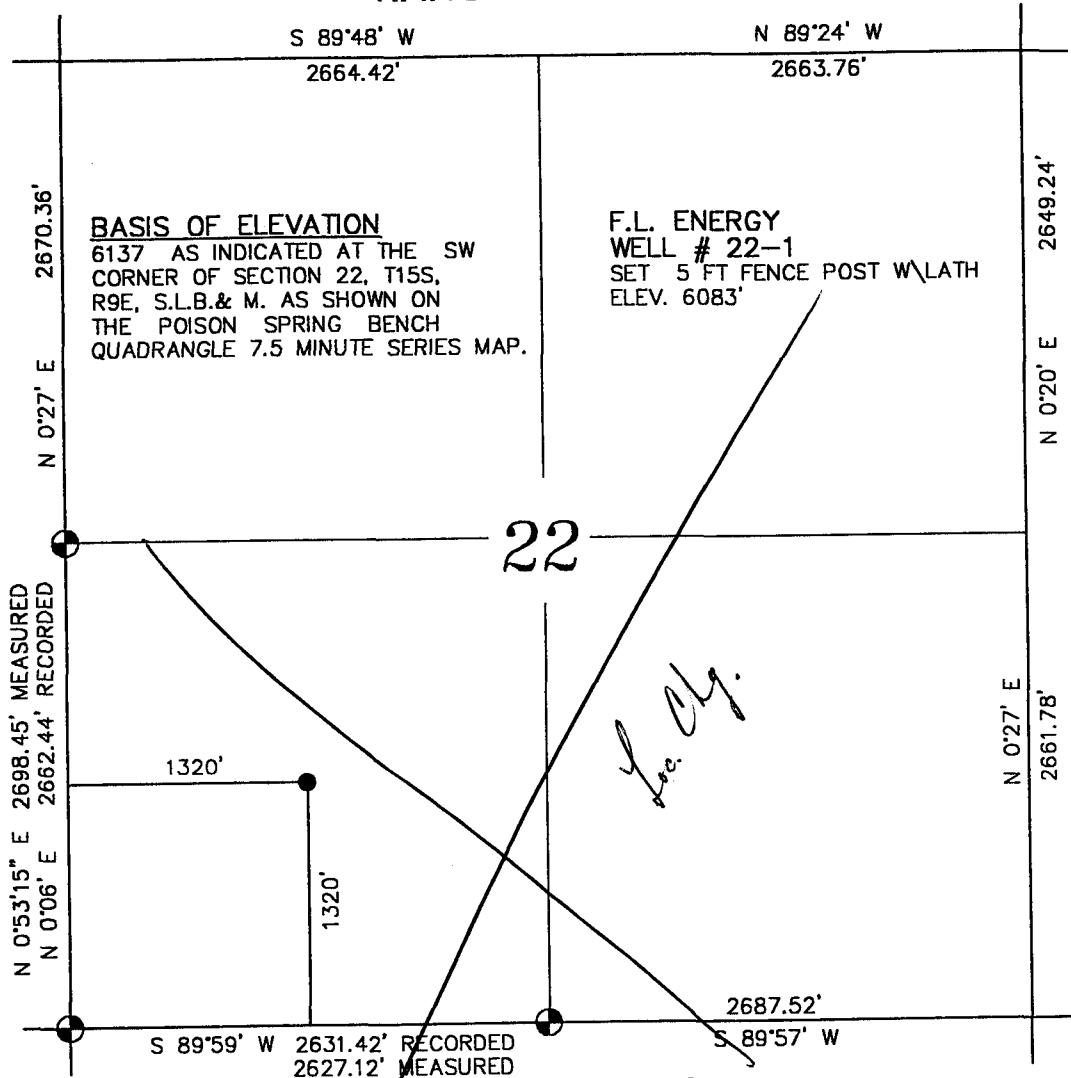 S 89°48' W
2664.42'
N 89°24' W
2663.76'
2670.36'
N 0°27' E
BASIS OF ELEVATION
6137 AS INDICATED AT THE SW
CORNER OF SECTION 22, T15S,
R9E, S.L.B.& M. AS SHOWN ON
THE POISON SPRING BENCH
QUADRANGLE 7.5 MINUTE SERIES MAP.
F.L. ENERGY
WELL # 22-1
SET 5 FT FENCE POST W\LATH
ELEV. 6083'
2649.24'
N 0°20' E
22
N 0°53'15" E 2698.45' MEASURED
N 0°06' E 2662.44' RECORDED
1320'
1320'
Loc. Chg.
N 0°27' E
2661.78'
S 89°59' W 2631.42' RECORDED
2627.12' MEASURED
2687.52'
S 89°57' W